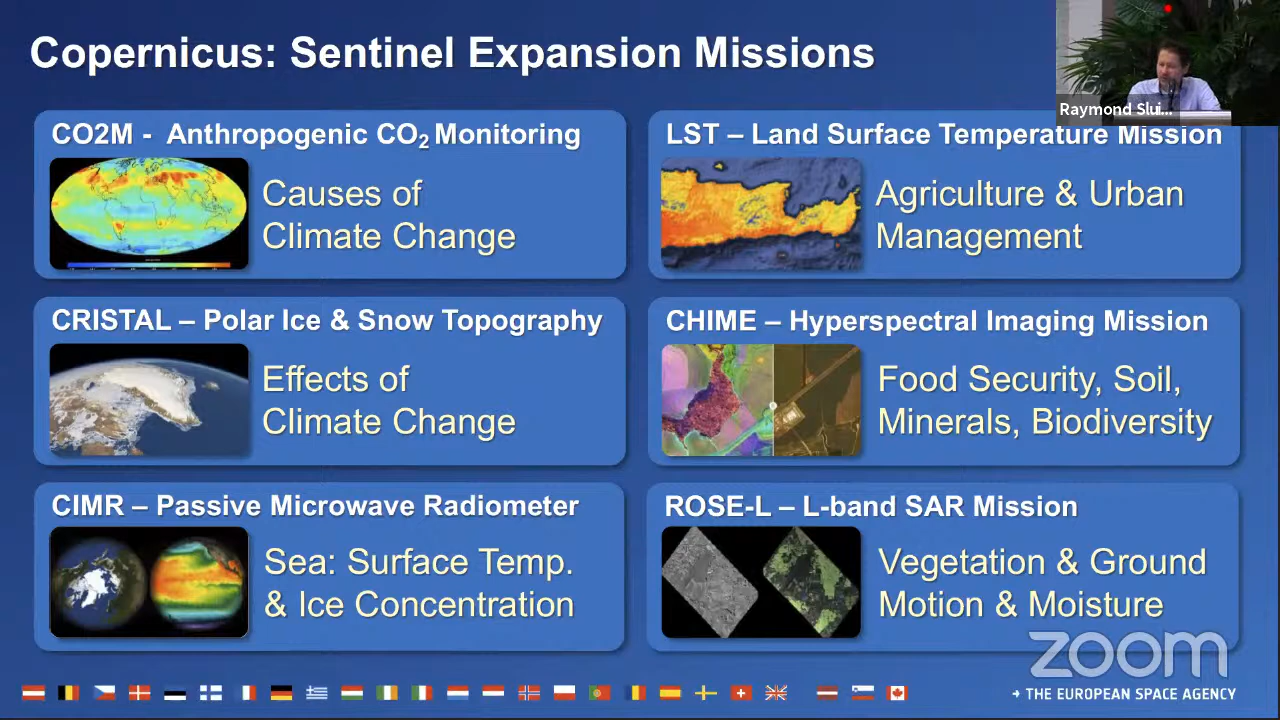 Copernicus: Sentinel Expansion Missions
Raymond Slui...
CO2M - Anthropogenic CO₂ Monitoring
Causes of
Climate Change
LST – Land Surface Temperature Mission
Agriculture & Urban
Management
CRISTAL – Polar Ice & Snow Topography
Effects of
Climate Change
CHIME – Hyperspectral Imaging Mission
Food Security, Soil,
Minerals, Biodiversity
CIMR – Passive Microwave Radiometer
Sea: Surface Temp.
& Ice Concentration
ROSE-L – L-band SAR Mission
Vegetation & Ground
Motion & Moisture
zoom
→ THE EUROPEAN SPACE AGENCY